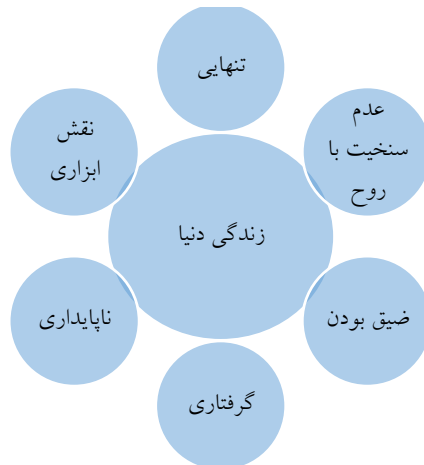 تنهایی
عدم
سنخیت با
روح
ضیق بودن
گرفتاری
ناپایداری
نقش
ابزاری
زندگی دنیا